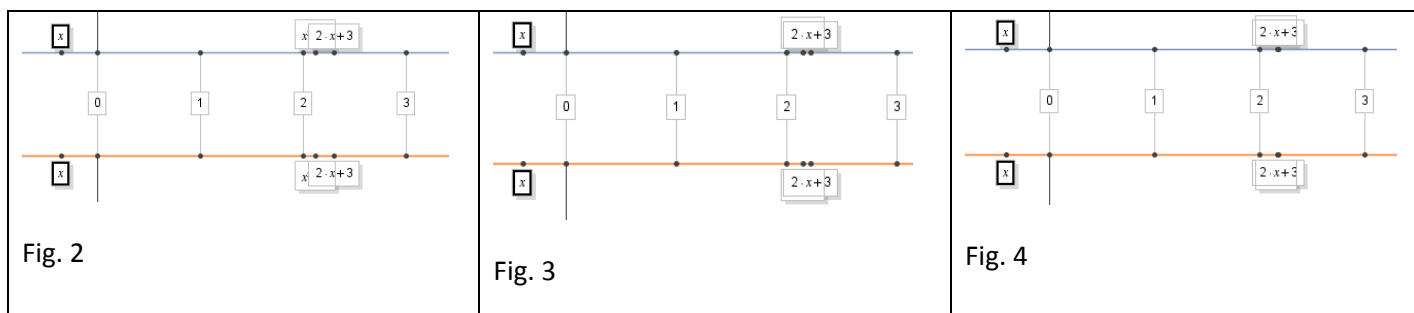 x x 2 · x+3
0 1 2 3
x x 2 · x+3
Fig. 2
x 2 · x+3
0 1 2 3
x 2 · x+3
Fig. 3
x 2 · x+3
0 1 2 3
x 2 · x+3
Fig. 4